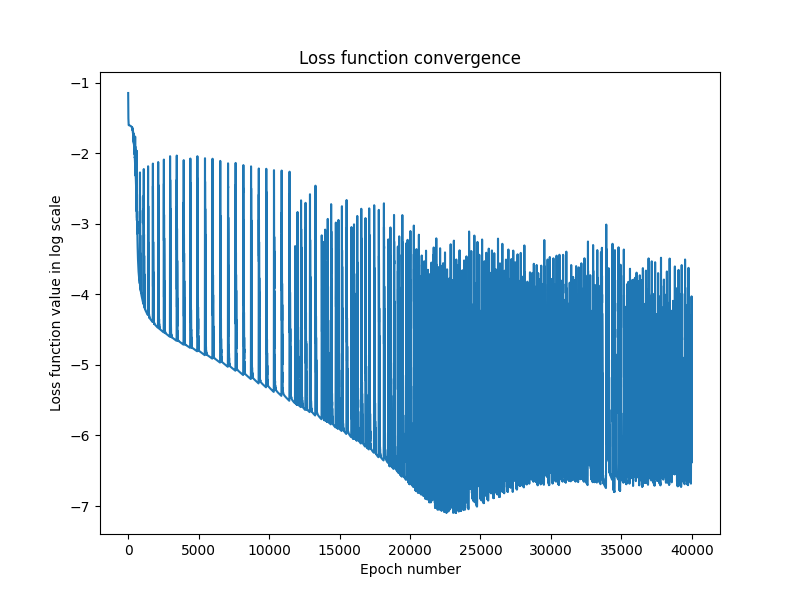 Loss function convergence
−1
−2
−3
−4
−5
−6
−7
Loss function value in log scale
0 5000 10000 15000 20000 25000 30000 35000 40000
Epoch number